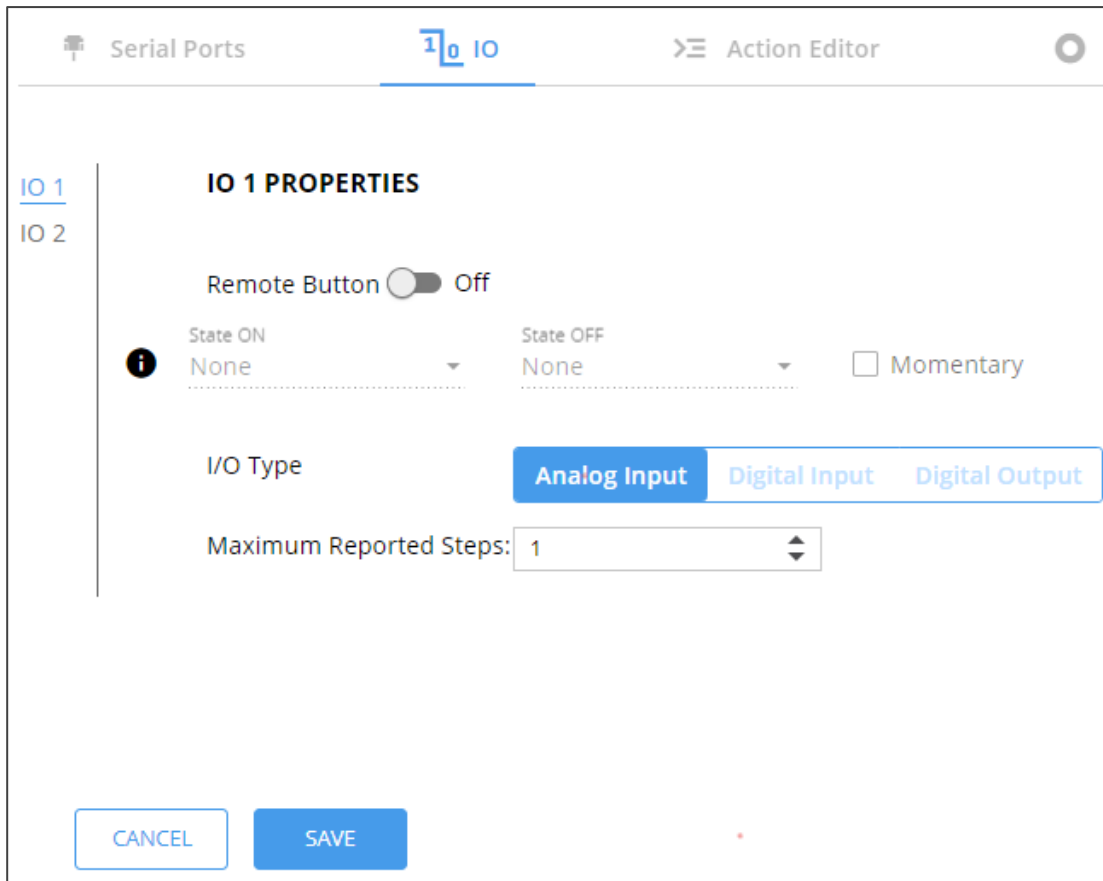 Serial Ports
1 0 IO
Action Editor
IO 1
IO 2
IO 1 PROPERTIES
Remote Button Off
State ON
None
State OFF
None
Momentary
I/O Type
Analog Input Digital Input Digital Output
Maximum Reported Steps: 1
CANCEL
SAVE